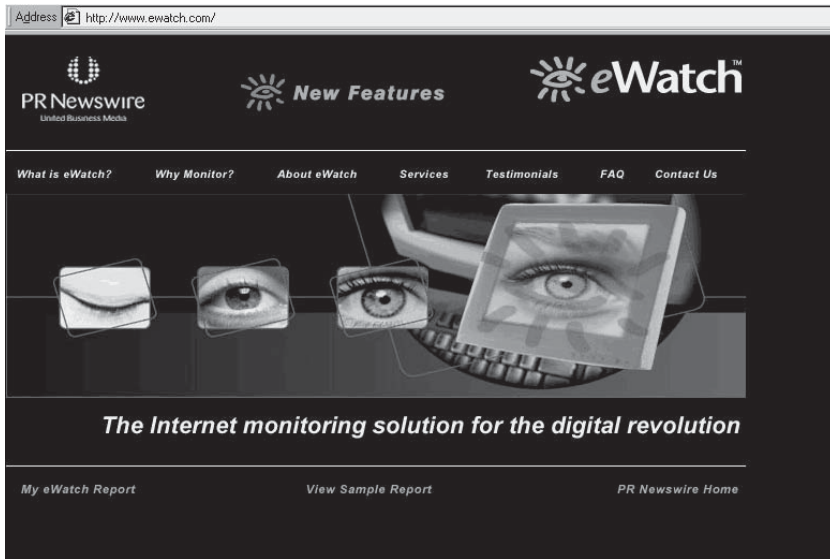 Address http://www.ewatch.com/
PR Newswire
United Business Media
New Features
eWatch™
What is eWatch? Why Monitor? About eWatch Services Testimonials FAQ Contact Us
The Internet monitoring solution for the digital revolution
My eWatch Report View Sample Report PR Newswire Home